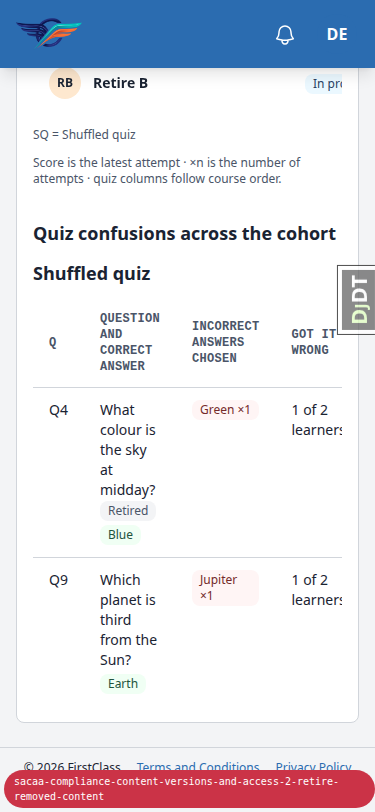 DE
RB Retire B In pr
SQ = Shuffled quiz
Score is the latest attempt · ×n is the number of
attempts · quiz columns follow course order.
Quiz confusions across the cohort
Shuffled quiz
DjDT
Q
QUESTION
AND
CORRECT
ANSWER
INCORRECT
ANSWERS
CHOSEN
GOT IT
WRONG
Q4
What
colour is
the sky
at
midday?
Retired
Blue
Green ×1
1 of 2
learners
Q9
Which
planet is
third
from the
Sun?
Earth
Jupiter
×1
1 of 2
learners
© 2026 FirstClass Terms and Conditions Privacy Policy
sacaa-compliance-content-versions-and-access-2-retire-
removed-content